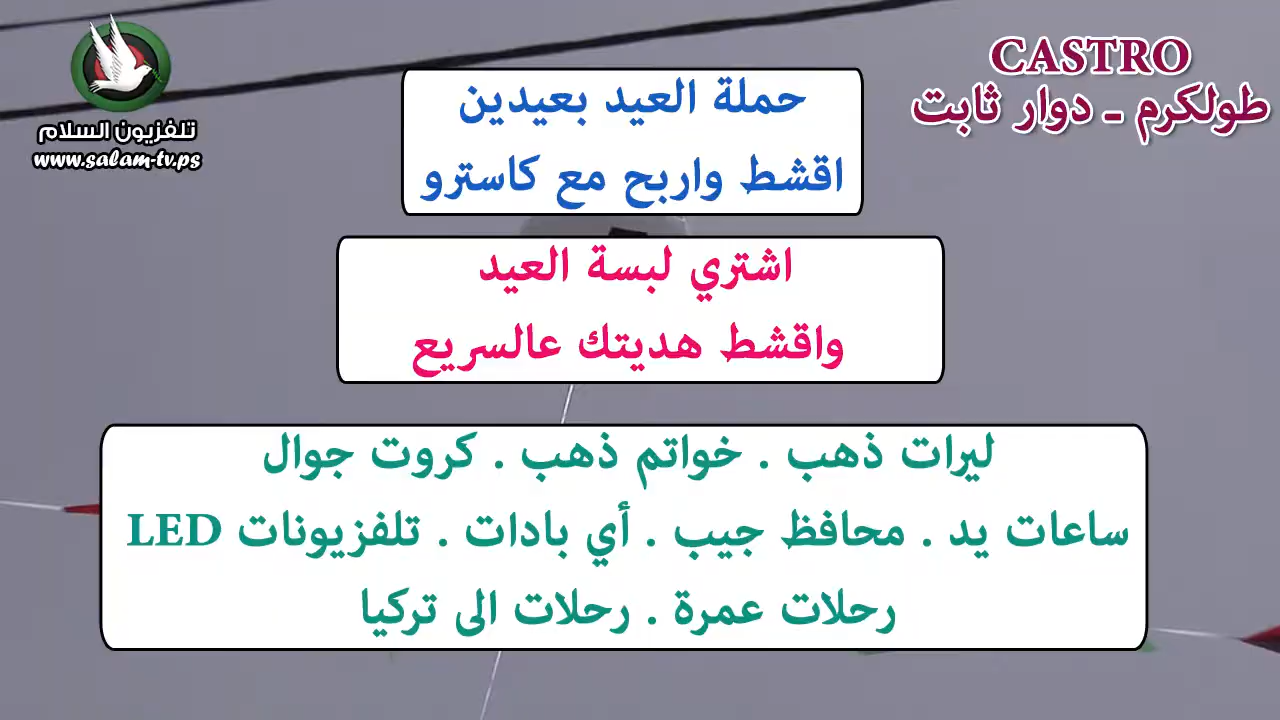 تلفزيون السلام
www.salam-tv.ps
CASTRO
طولكرم - دوار ثابت
حملة العيد بعيدين
اقشط واربح مع كاسترو
اشتري لبسة العيد
واقشط هديتك عالسريع
ليرات ذهب . خواتم ذهب . كروت جوال
ساعات يد . محافظ جيب . أي بادات . تلفزيونات LED
رحلات عمرة . رحلات الى تركيا